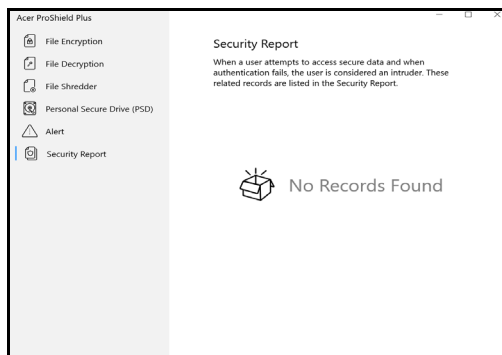 Acer ProShield Plus
File Encryption
File Decryption
File Shredder
Personal Secure Drive (PSD)
Alert
Security Report
Security Report
When a user attempts to access secure data and when
authentication fails, the user is considered an intruder. These
related records are listed in the Security Report.
No Records Found